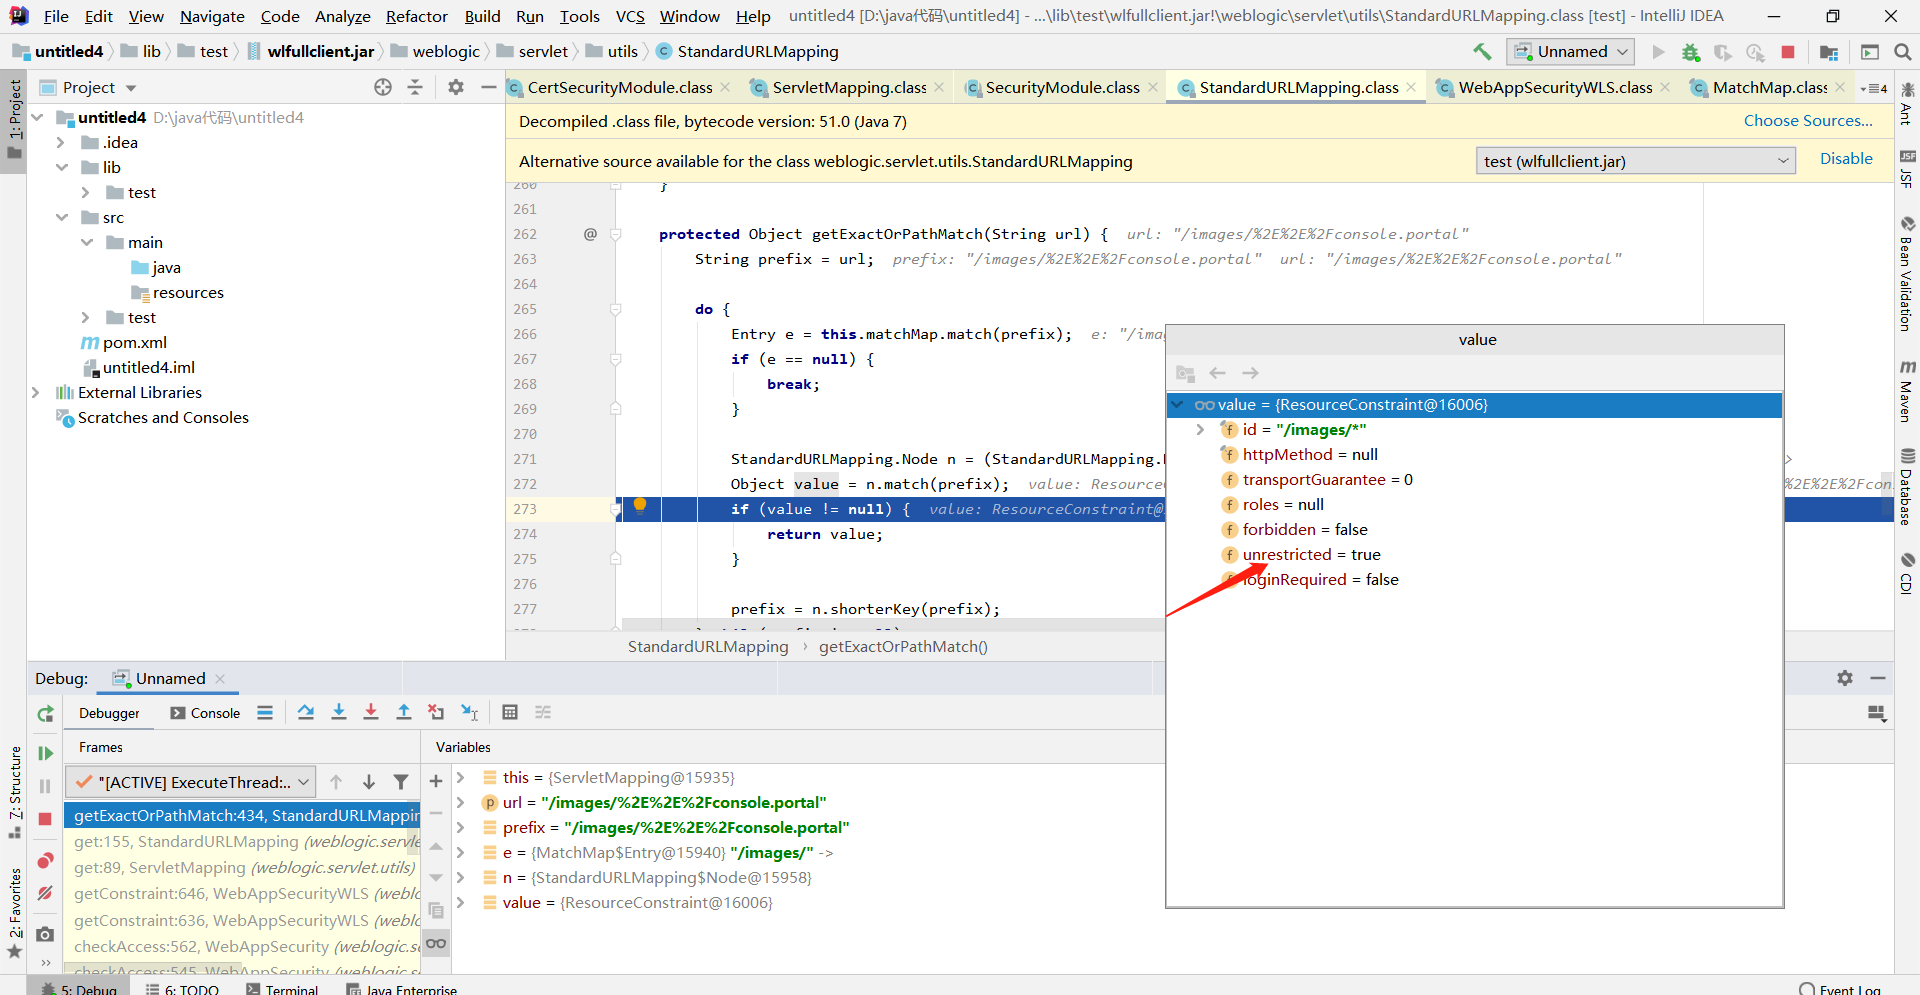 File Edit View Navigate Code Analyze Refactor Build Run Tools VCS Window Help untitled4 [D:\java代码\untitled4] - ...\lib\test\wlfullclient.jar!\weblogic\servlet\utils\StandardURLMapping.class [test] - IntelliJ IDEA
untitled4 lib test wlfullclient.jar weblogic servlet utils StandardURLMapping Unnamed
Project CertSecurityModule.class ServletMapping.class SecurityModule.class StandardURLMapping.class WebAppSecurityWLS.class MatchMap.class 4
1: Project
Ant
JSF
Bean Validation
Maven
Database
CDI
untitled4 D:\java代码\untitled4
.idea
lib
test
src
main
java
resources
test
pom.xml
untitled4.iml
External Libraries
Scratches and Consoles
Decompiled .class file, bytecode version: 51.0 (Java 7) Choose Sources...
Alternative source available for the class weblogic.servlet.utils.StandardURLMapping test (wlfullclient.jar) Disable
260 }
261
262 @ protected Object getExactOrPathMatch(String url) { url: "/images/%2E%2E%2Fconsole.portal"
263 String prefix = url; prefix: "/images/%2E%2E%2Fconsole.portal" url: "/images/%2E%2E%2Fconsole.portal"
264
265 do {
266 Entry e = this.matchMap.match(prefix); e: "/ima
267 if (e == null) {
268 break;
269 }
270
271 StandardURLMapping.Node n = (StandardURLMapping.
272 Object value = n.match(prefix); value: Resource %2E%2E%2Fcon
273 if (value != null) { value: ResourceConstraint@
274 return value;
275 }
276
277 prefix = n.shorterKey(prefix);
StandardURLMapping › getExactOrPathMatch()
value
value = {ResourceConstraint@16006}
id = "/images/*"
httpMethod = null
transportGuarantee = 0
roles = null
forbidden = false
unrestricted = true
loginRequired = false
Debug: Unnamed
Debugger Console
Frames Variables
"[ACTIVE] ExecuteThread:..
getExactOrPathMatch:434, StandardURLMappin
get:155, StandardURLMapping (weblogic.servle
get:89, ServletMapping (weblogic.servlet.utils)
getConstraint:646, WebAppSecurityWLS (weblo
getConstraint:636, WebAppSecurityWLS (weblo
checkAccess:562, WebAppSecurity (weblogic.se
checkAccess:545, WebAppSecurity (weblogic.se
this = {ServletMapping@15935}
url = "/images/%2E%2E%2Fconsole.portal"
prefix = "/images/%2E%2E%2Fconsole.portal"
e = {MatchMap$Entry@15940} "/images/" ->
n = {StandardURLMapping$Node@15958}
value = {ResourceConstraint@16006}
7: Structure
2: Favorites
5: Debug 6: TODO Terminal Java Enterprise Event Log